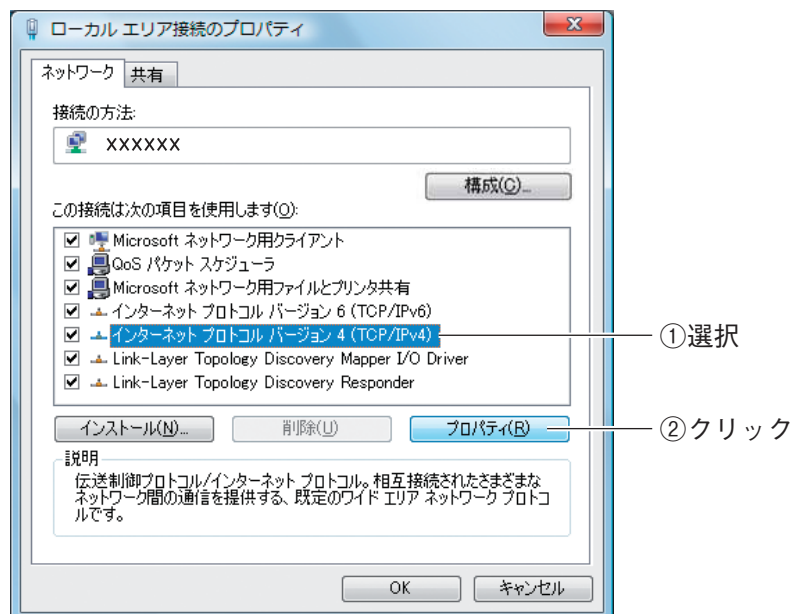 ローカル エリア接続のプロパティ
ネットワーク 共有
接続の方法:
XXXXXX
構成(C)...
この接続は次の項目を使用します(O):
Microsoft ネットワーク用クライアント
QoS パケット スケジューラ
Microsoft ネットワーク用ファイルとプリンタ共有
インターネット プロトコル バージョン 6 (TCP/IPv6)
インターネット プロトコル バージョン 4 (TCP/IPv4)
①選択
Link-Layer Topology Discovery Mapper I/O Driver
Link-Layer Topology Discovery Responder
インストール(N)... 削除(U) プロパティ(R)
②クリック
説明
伝送制御プロトコル/インターネット プロトコル。相互接続されたさまざまな
ネットワーク間の通信を提供する、既定のワイド エリア ネットワーク プロトコ
ルです。
OK キャンセル